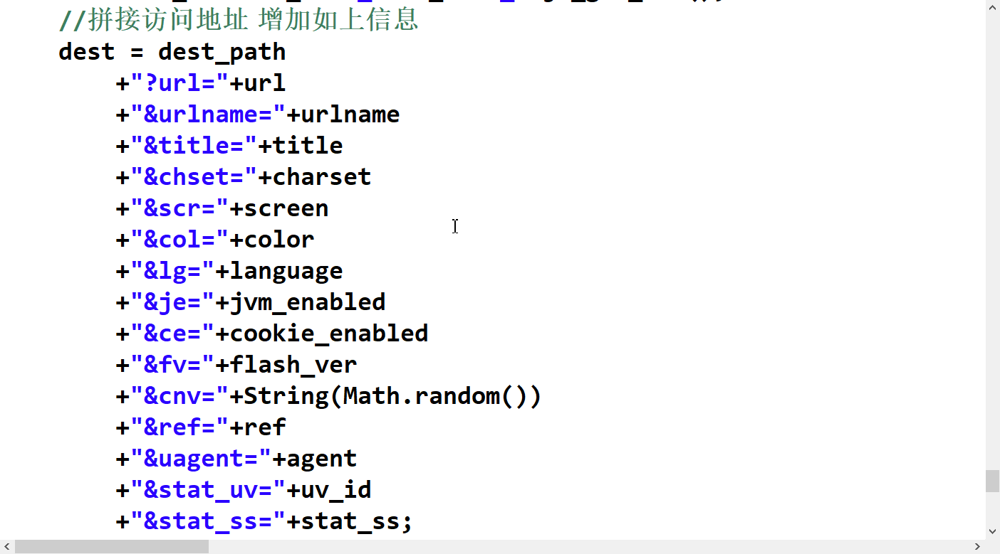 //拼接访问地址 增加如上信息
dest = dest_path
+"?url="+url
+"&urlname="+urlname
+"&title="+title
+"&chset="+charset
+"&scr="+screen
+"&col="+color
+"&lg="+language
+"&je="+jvm_enabled
+"&ce="+cookie_enabled
+"&fv="+flash_ver
+"&cnv="+String(Math.random())
+"&ref="+ref
+"&uagent="+agent
+"&stat_uv="+uv_id
+"&stat_ss="+stat_ss;